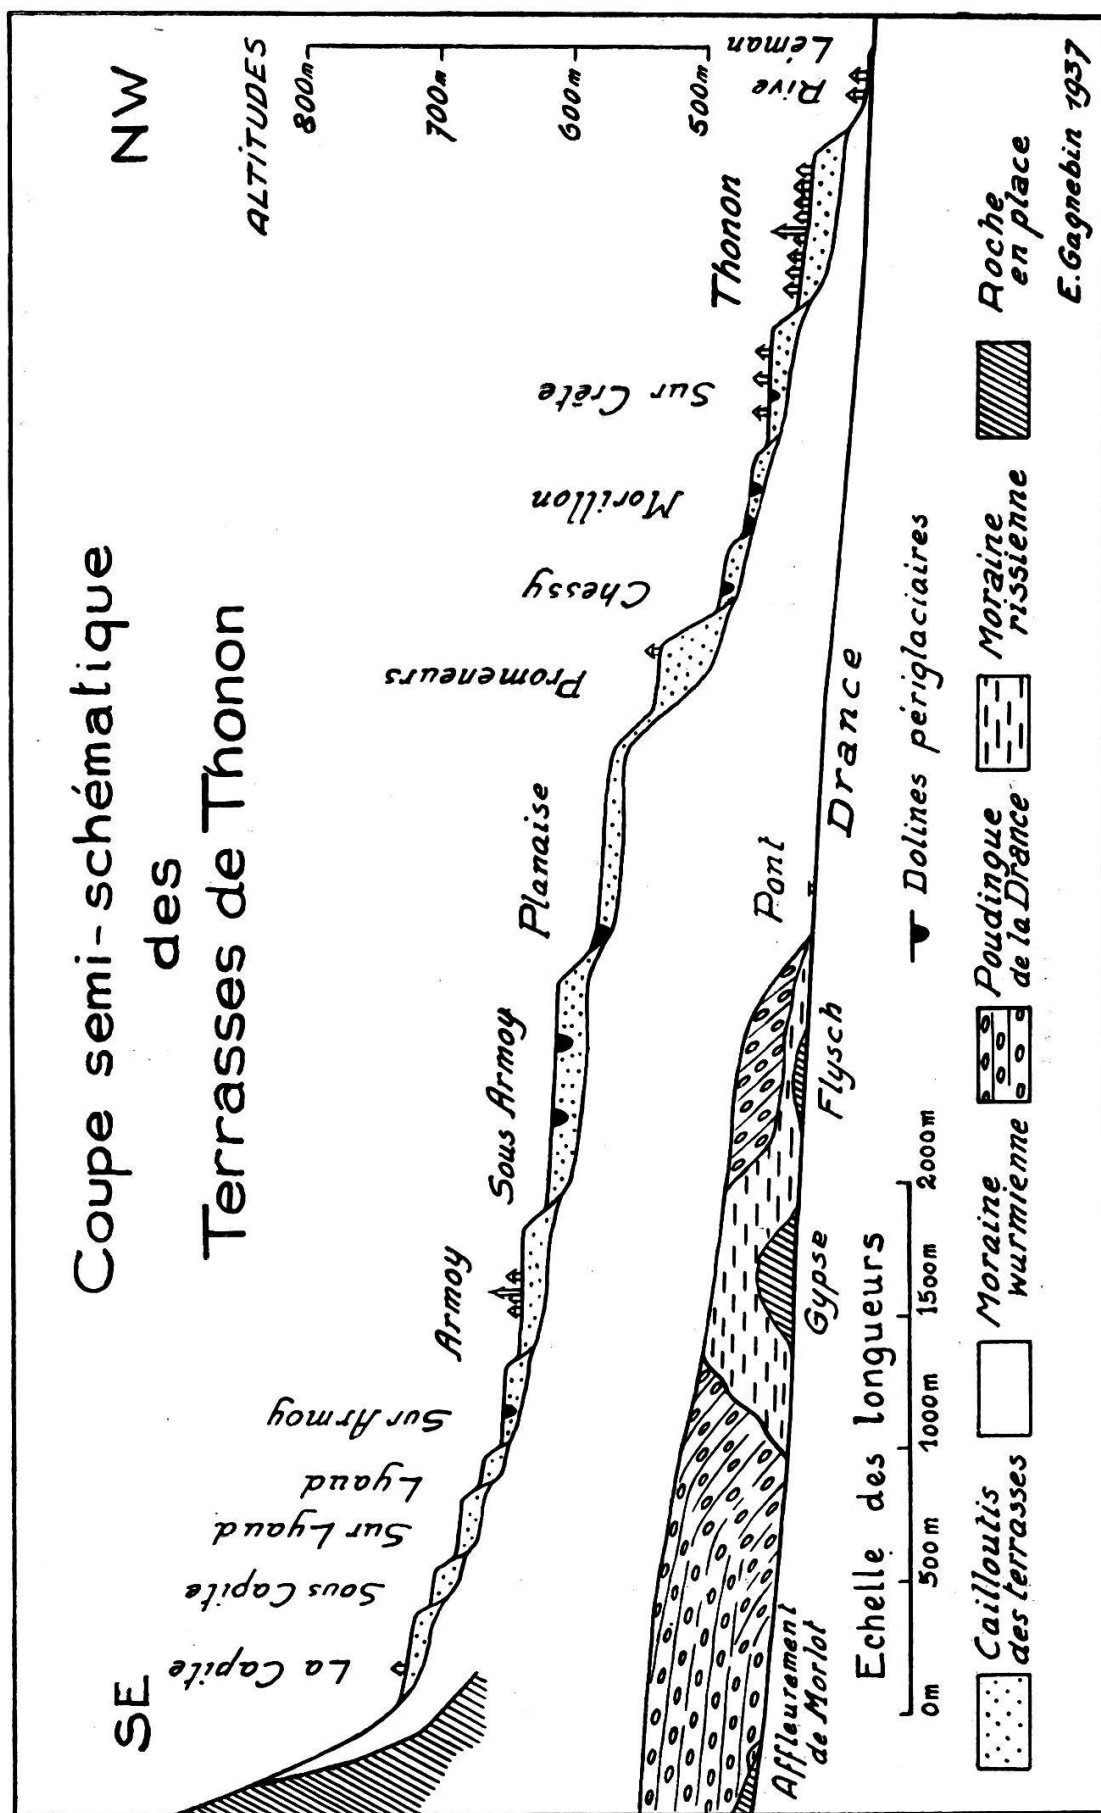 Coupe semi-schématique
des
Terrasses de Thonon
SE
NW
ALTITUDES
800m
700m
600m
500m
La Capite
Sous Capite
Sur Lyaud
Lyaud
Sur Armoy
Armoy
Sous Armoy
Planaise
Promeneurs
Chessy
Morillon
Sur Crête
Thonon
Rive
Léman
Affleurement
de Morlot
Gypse
Flysch
Pont
Drance
Echelle des longueurs
0m
500m
1000m
1500m
2000m
Dolines périglaciaires
Cailloutis
des terrasses
Moraine
wurmienne
Poudingue
de la Drance
Moraine
rissienne
Roche
en place
E. Gagnebin 1937